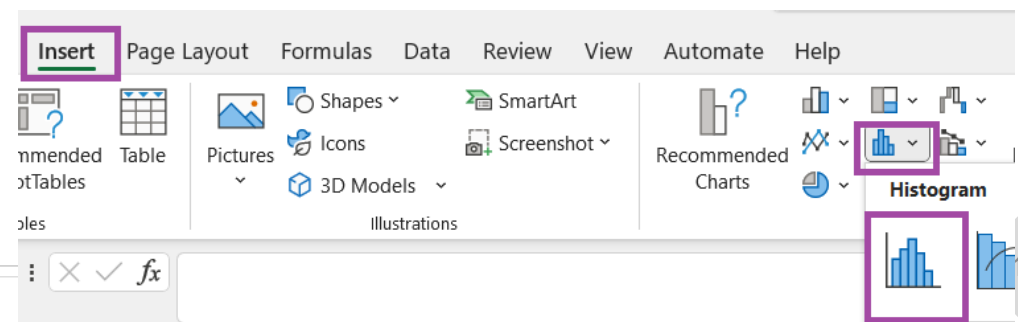 Insert Page Layout Formulas Data Review View Automate Help
Shapes
SmartArt
Icons
Screenshot
3D Models
Table
Pictures
Recommended
Charts
Illustrations
Histogram
fx